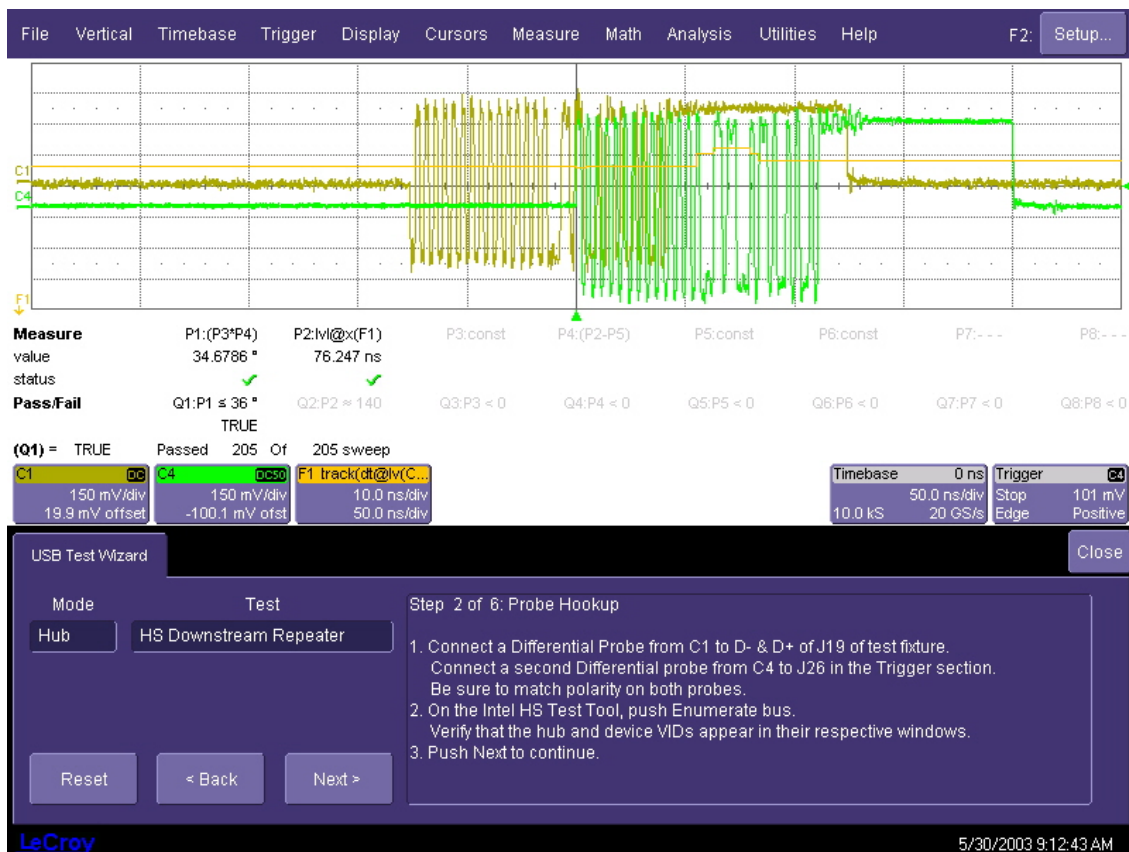 File Vertical Timebase Trigger Display Cursors Measure Math Analysis Utilities Help F2: Setup...
C1
C4
F1
Measure P1:(P3*P4) P2:lvl@x(F1) P3:const P4:(P2-P5) P5:const P6:const P7:--- P8:---
value 34.6786 ° 76.247 ns
status
Pass/Fail Q1:P1 ≤ 36 ° Q2:P2 ≈ 140 Q3:P3 < 0 Q4:P4 < 0 Q5:P5 < 0 Q6:P6 < 0 Q7:P7 < 0 Q8:P8 < 0
TRUE
(Q1) = TRUE Passed 205 Of 205 sweep
C1 DC C4 DC50 F1 track(dt@lv(C... Timebase 0 ns Trigger C4
150 mV/div 150 mV/div 10.0 ns/div 50.0 ns/div Stop 101 mV
19.9 mV offset -100.1 mV ofst 50.0 ns/div 10.0 kS 20 GS/s Edge Positive
USB Test Wizard Close
Mode Test
Hub HS Downstream Repeater
Step 2 of 6: Probe Hookup
1. Connect a Differential Probe from C1 to D- & D+ of J19 of test fixture.
Connect a second Differential probe from C4 to J26 in the Trigger section.
Be sure to match polarity on both probes.
2. On the Intel HS Test Tool, push Enumerate bus.
Verify that the hub and device VIDs appear in their respective windows.
3. Push Next to continue.
Reset < Back Next >
LeCroy 5/30/2003 9:12:43 AM